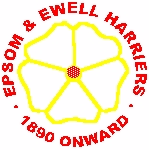 · EPSOM & EWELL HARRIERS ·
1890 ONWARD